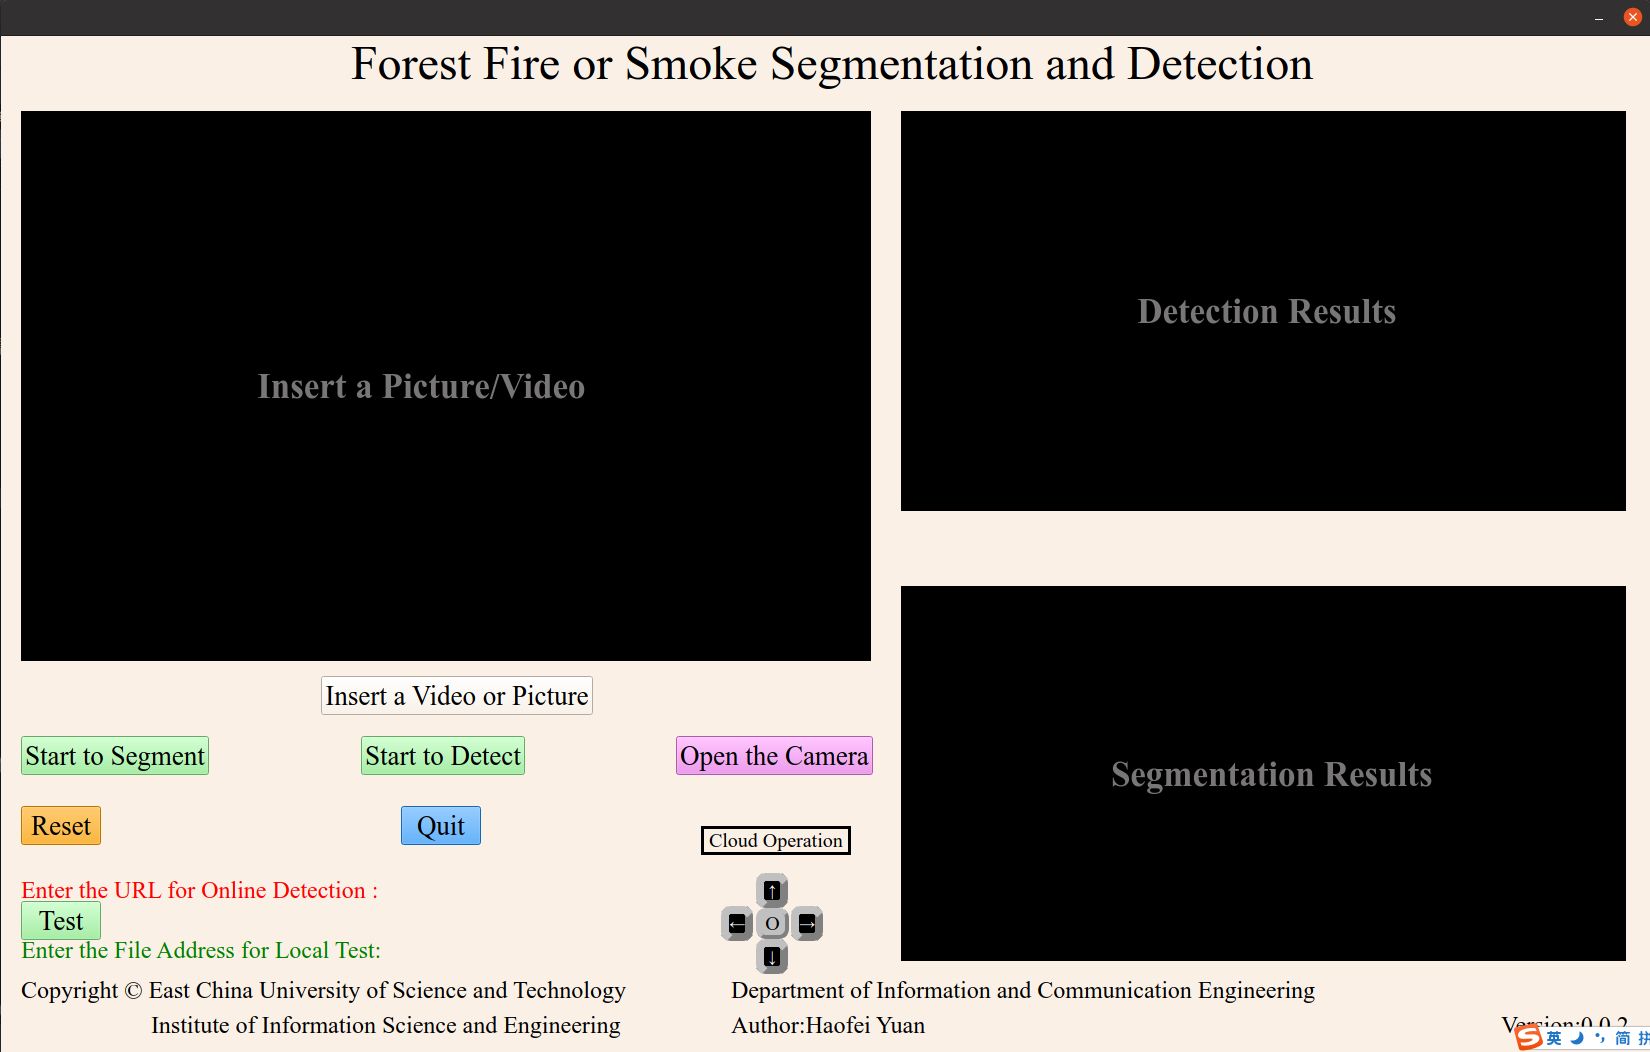 Forest Fire or Smoke Segmentation and Detection
Insert a Picture/Video
Detection Results
Segmentation Results
Insert a Video or Picture
Start to Segment
Start to Detect
Open the Camera
Reset
Quit
Cloud Operation
Enter the URL for Online Detection :
Test
Enter the File Address for Local Test:
↑
← O →
↓
Copyright © East China University of Science and Technology
Institute of Information Science and Engineering
Department of Information and Communication Engineering
Author:Haofei Yuan
Version:0.0.2
S 英 简 拼